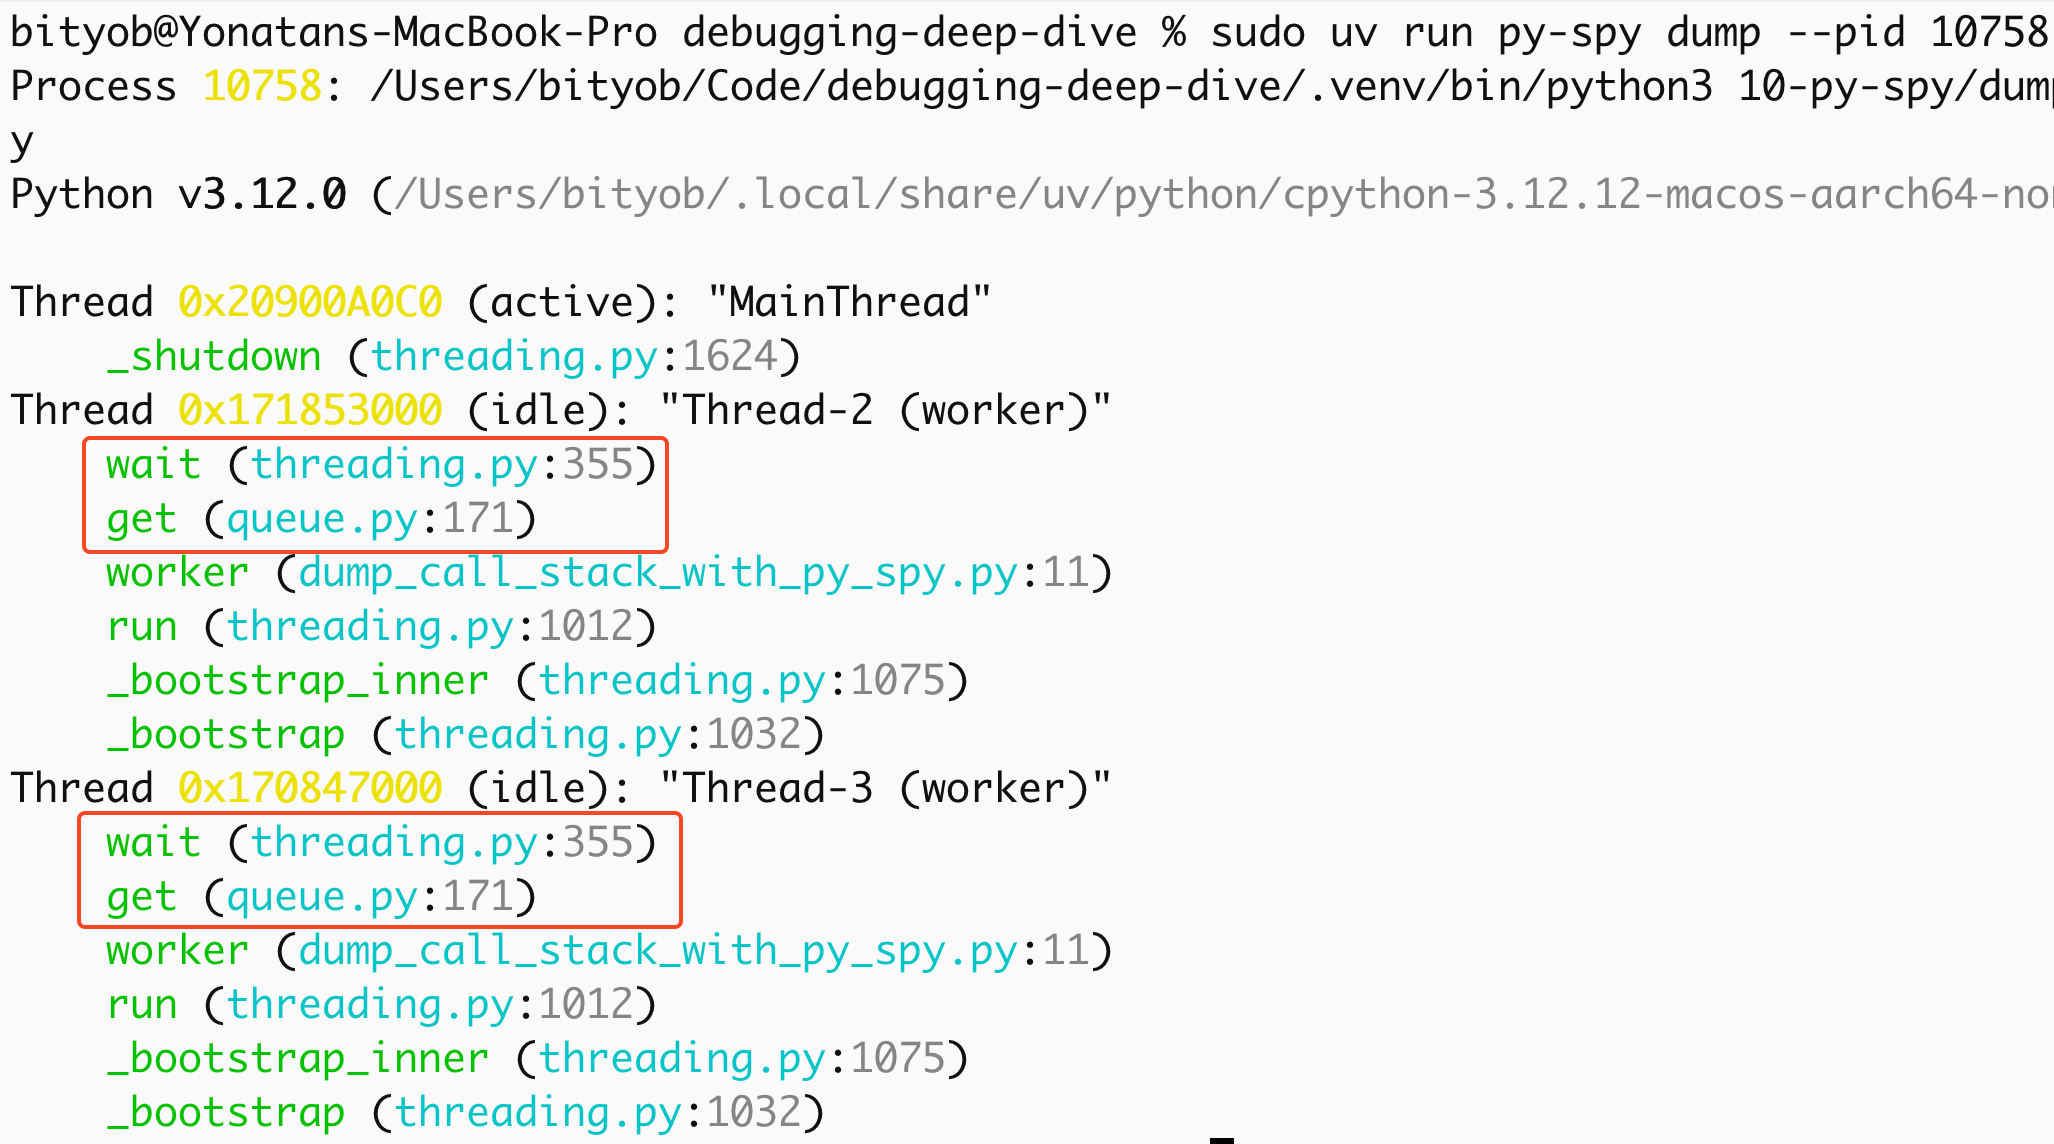 bityob@Yonatans-MacBook-Pro debugging-deep-dive % sudo uv run py-spy dump --pid 10758
Process 10758: /Users/bityob/Code/debugging-deep-dive/.venv/bin/python3 10-py-spy/dump
y
Python v3.12.0 (/Users/bityob/.local/share/uv/python/cpython-3.12.12-macos-aarch64-non
Thread 0x20900A0C0 (active): "MainThread"
    _shutdown (threading.py:1624)
Thread 0x171853000 (idle): "Thread-2 (worker)"
    wait (threading.py:355)
    get (queue.py:171)
    worker (dump_call_stack_with_py_spy.py:11)
    run (threading.py:1012)
    _bootstrap_inner (threading.py:1075)
    _bootstrap (threading.py:1032)
Thread 0x170847000 (idle): "Thread-3 (worker)"
    wait (threading.py:355)
    get (queue.py:171)
    worker (dump_call_stack_with_py_spy.py:11)
    run (threading.py:1012)
    _bootstrap_inner (threading.py:1075)
    _bootstrap (threading.py:1032)